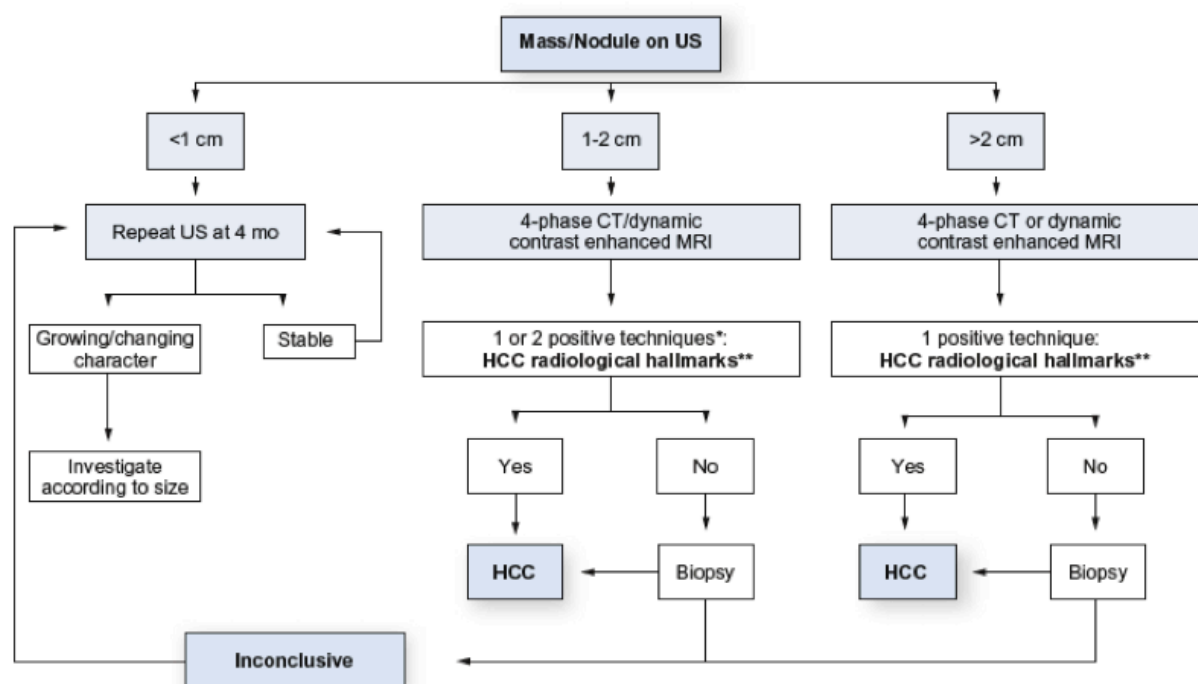 Mass/Nodule on US
<1 cm
1-2 cm
>2 cm
Repeat US at 4 mo
4-phase CT/dynamic
contrast enhanced MRI
4-phase CT or dynamic
contrast enhanced MRI
Growing/changing
character
Stable
1 or 2 positive techniques*:
HCC radiological hallmarks**
1 positive technique:
HCC radiological hallmarks**
Investigate
according to size
Yes
No
Yes
No
HCC
Biopsy
HCC
Biopsy
Inconclusive